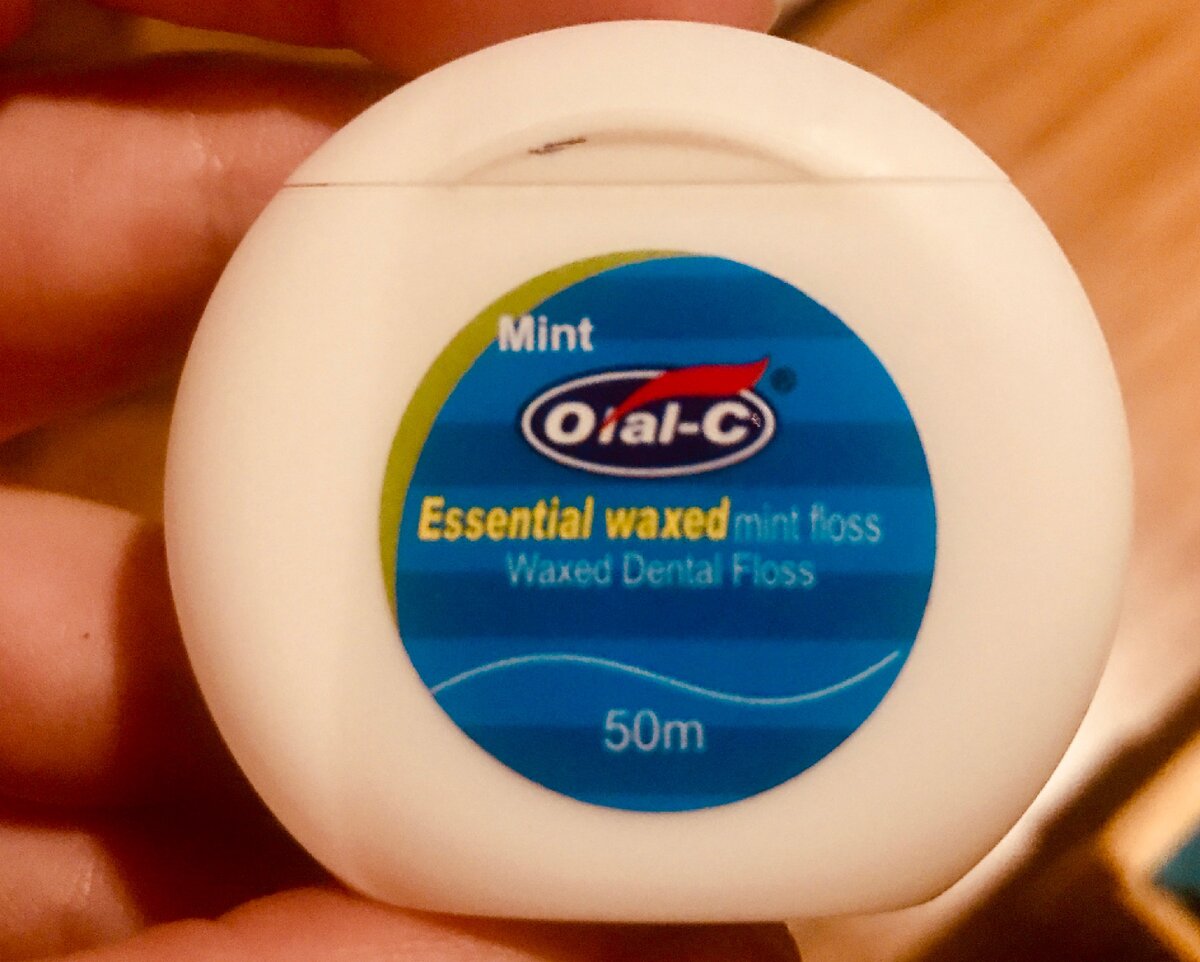 Mint
Oral-C®
Essential waxed mint floss
Waxed Dental Floss
50m